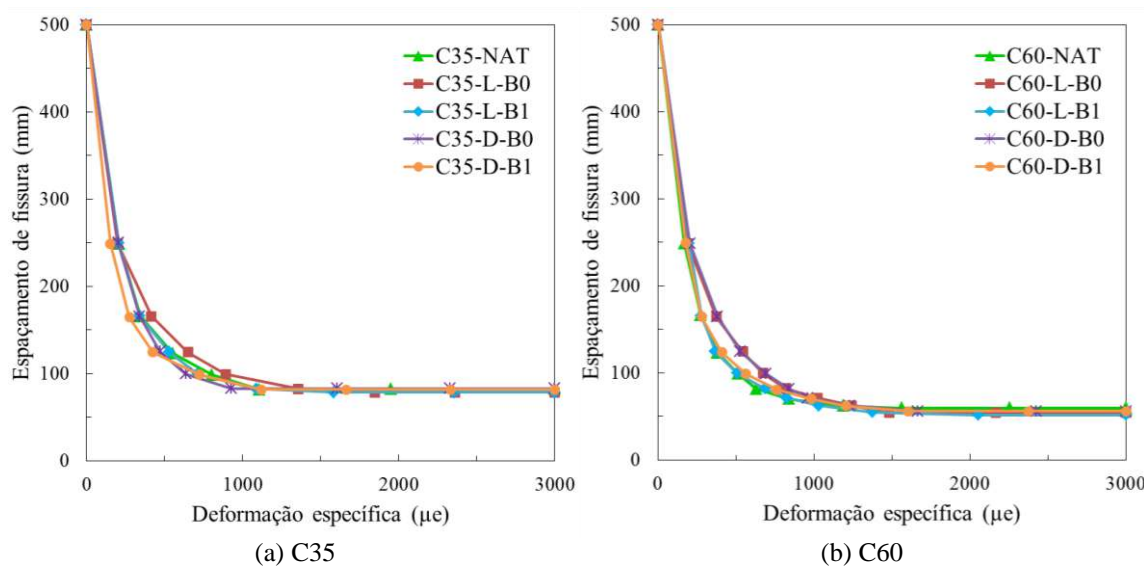 500
400
300
200
100
0
Espaçamento de fissura (mm)
C35-NAT
C35-L-B0
C35-L-B1
C35-D-B0
C35-D-B1
0 1000 2000 3000
Deformação específica (µe)
(a) C35
500
400
300
200
100
0
Espaçamento de fissura (mm)
C60-NAT
C60-L-B0
C60-L-B1
C60-D-B0
C60-D-B1
0 1000 2000 3000
Deformação específica (µe)
(b) C60